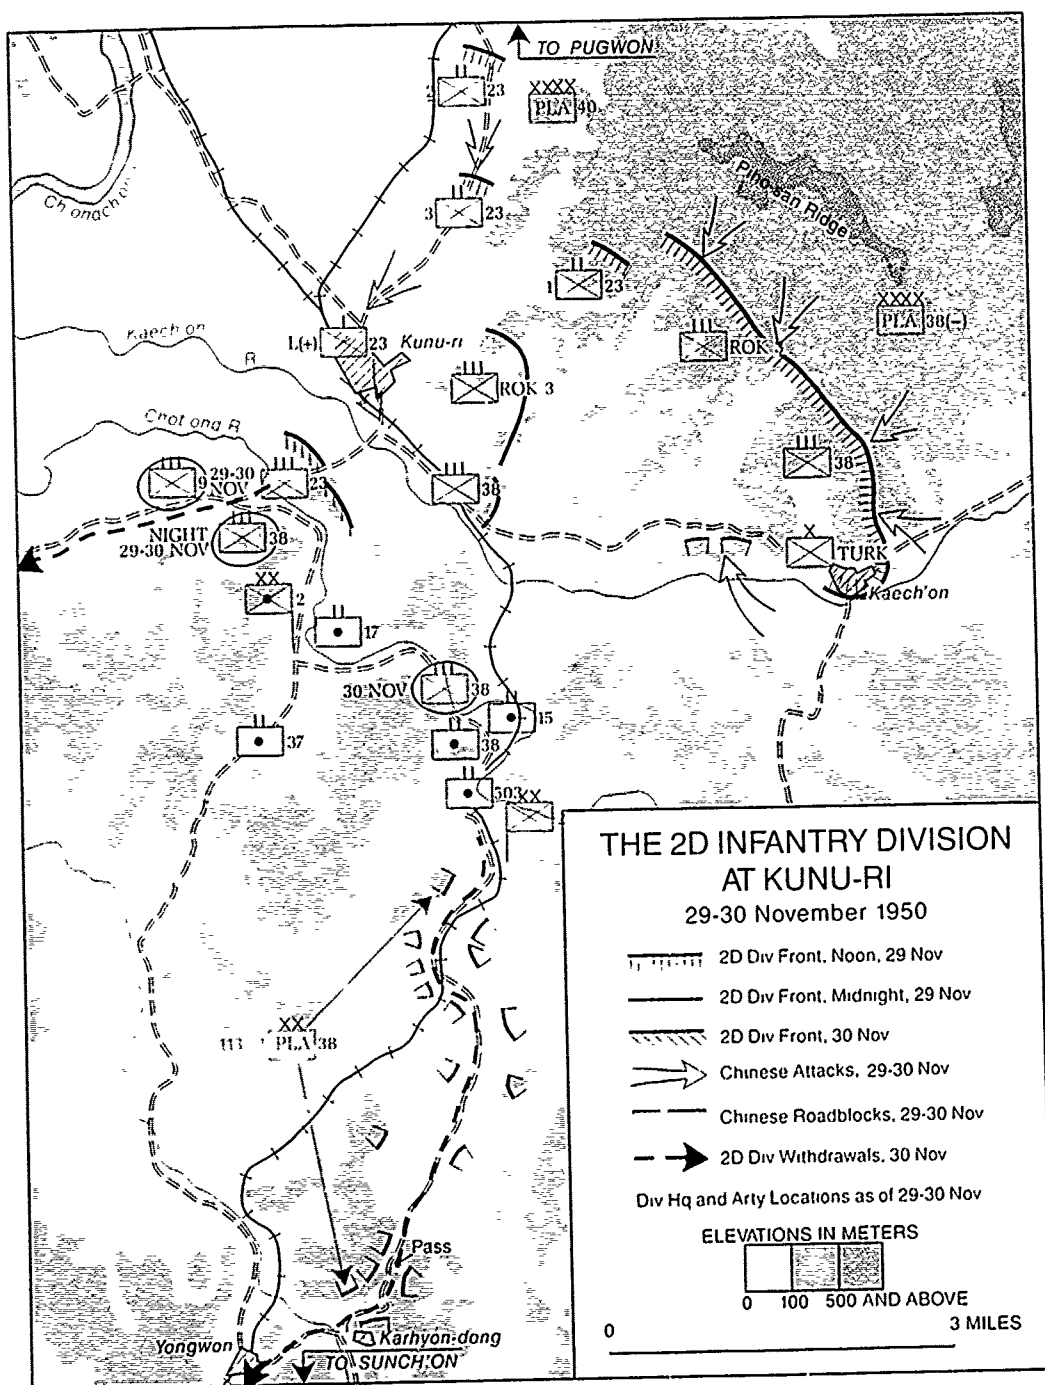 TO PUGWON
23
XXXX
PLA 40
Piho-san Ridge
3 23
1 23
XXXX
PLA 38(-)
ROK
Kaech on
R
L(+) 23
Kunu-ri
ROK 3
38
38
9 29-30
NOV
23
NIGHT
29-30 NOV
38
X
TURK
Kaech'on
XX
2
17
30 NOV 38
15
37
38
503
XX
THE 2D INFANTRY DIVISION
AT KUNU-RI
29-30 November 1950
2D Div Front, Noon, 29 Nov
2D Div Front, Midnight, 29 Nov
2D Div Front, 30 Nov
Chinese Attacks, 29-30 Nov
Chinese Roadblocks, 29-30 Nov
2D Div Withdrawals, 30 Nov
Div Hq and Arty Locations as of 29-30 Nov
ELEVATIONS IN METERS
0 100 500 AND ABOVE
0 3 MILES
XX
113 PLA 38
Pass
Karhyon-dong
Yongwon
TO SUNCH'ON